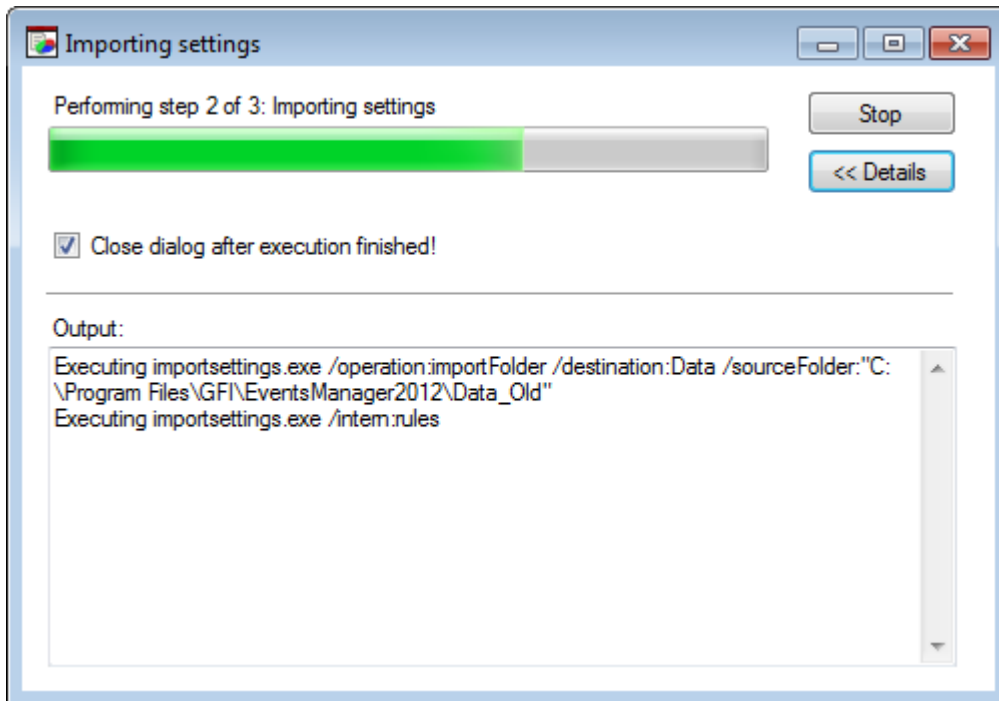 Importing settings
Performing step 2 of 3: Importing settings
Stop
<< Details
Close dialog after execution finished!
Output:
Executing importsettings.exe /operation:importFolder /destination:Data /sourceFolder:"C:
\Program Files\GFI\EventsManager2012\Data_Old"
Executing importsettings.exe /intern:rules